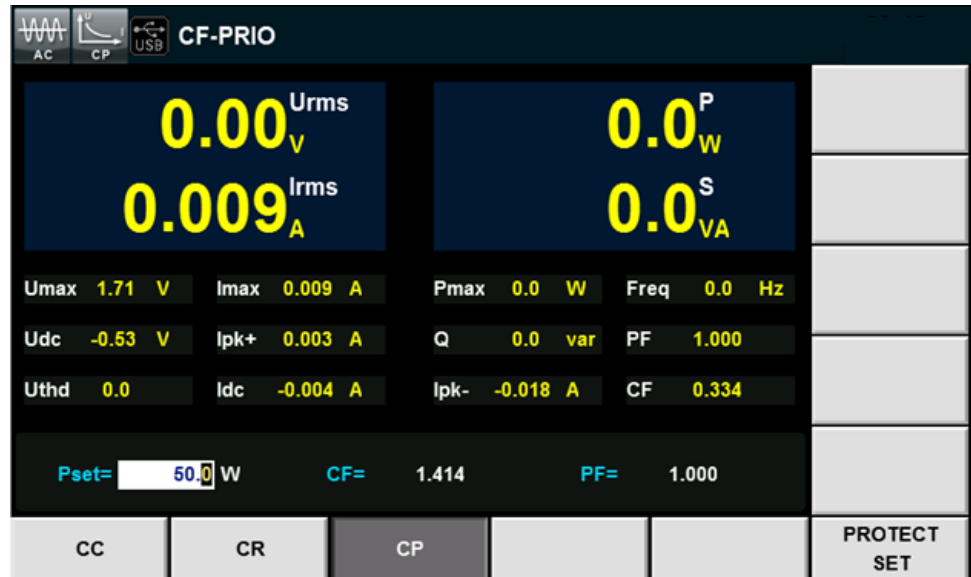 AC CP USB CF-PRIO
U I
0.00 Urms V 0.0 P W
0.009 Irms A 0.0 S VA
Umax 1.71 V Imax 0.009 A Pmax 0.0 W Freq 0.0 Hz
Udc -0.53 V Ipk+ 0.003 A Q 0.0 var PF 1.000
Uthd 0.0 Idc -0.004 A Ipk- -0.018 A CF 0.334
Pset= 50.0 W CF= 1.414 PF= 1.000
CC CR CP PROTECT
SET